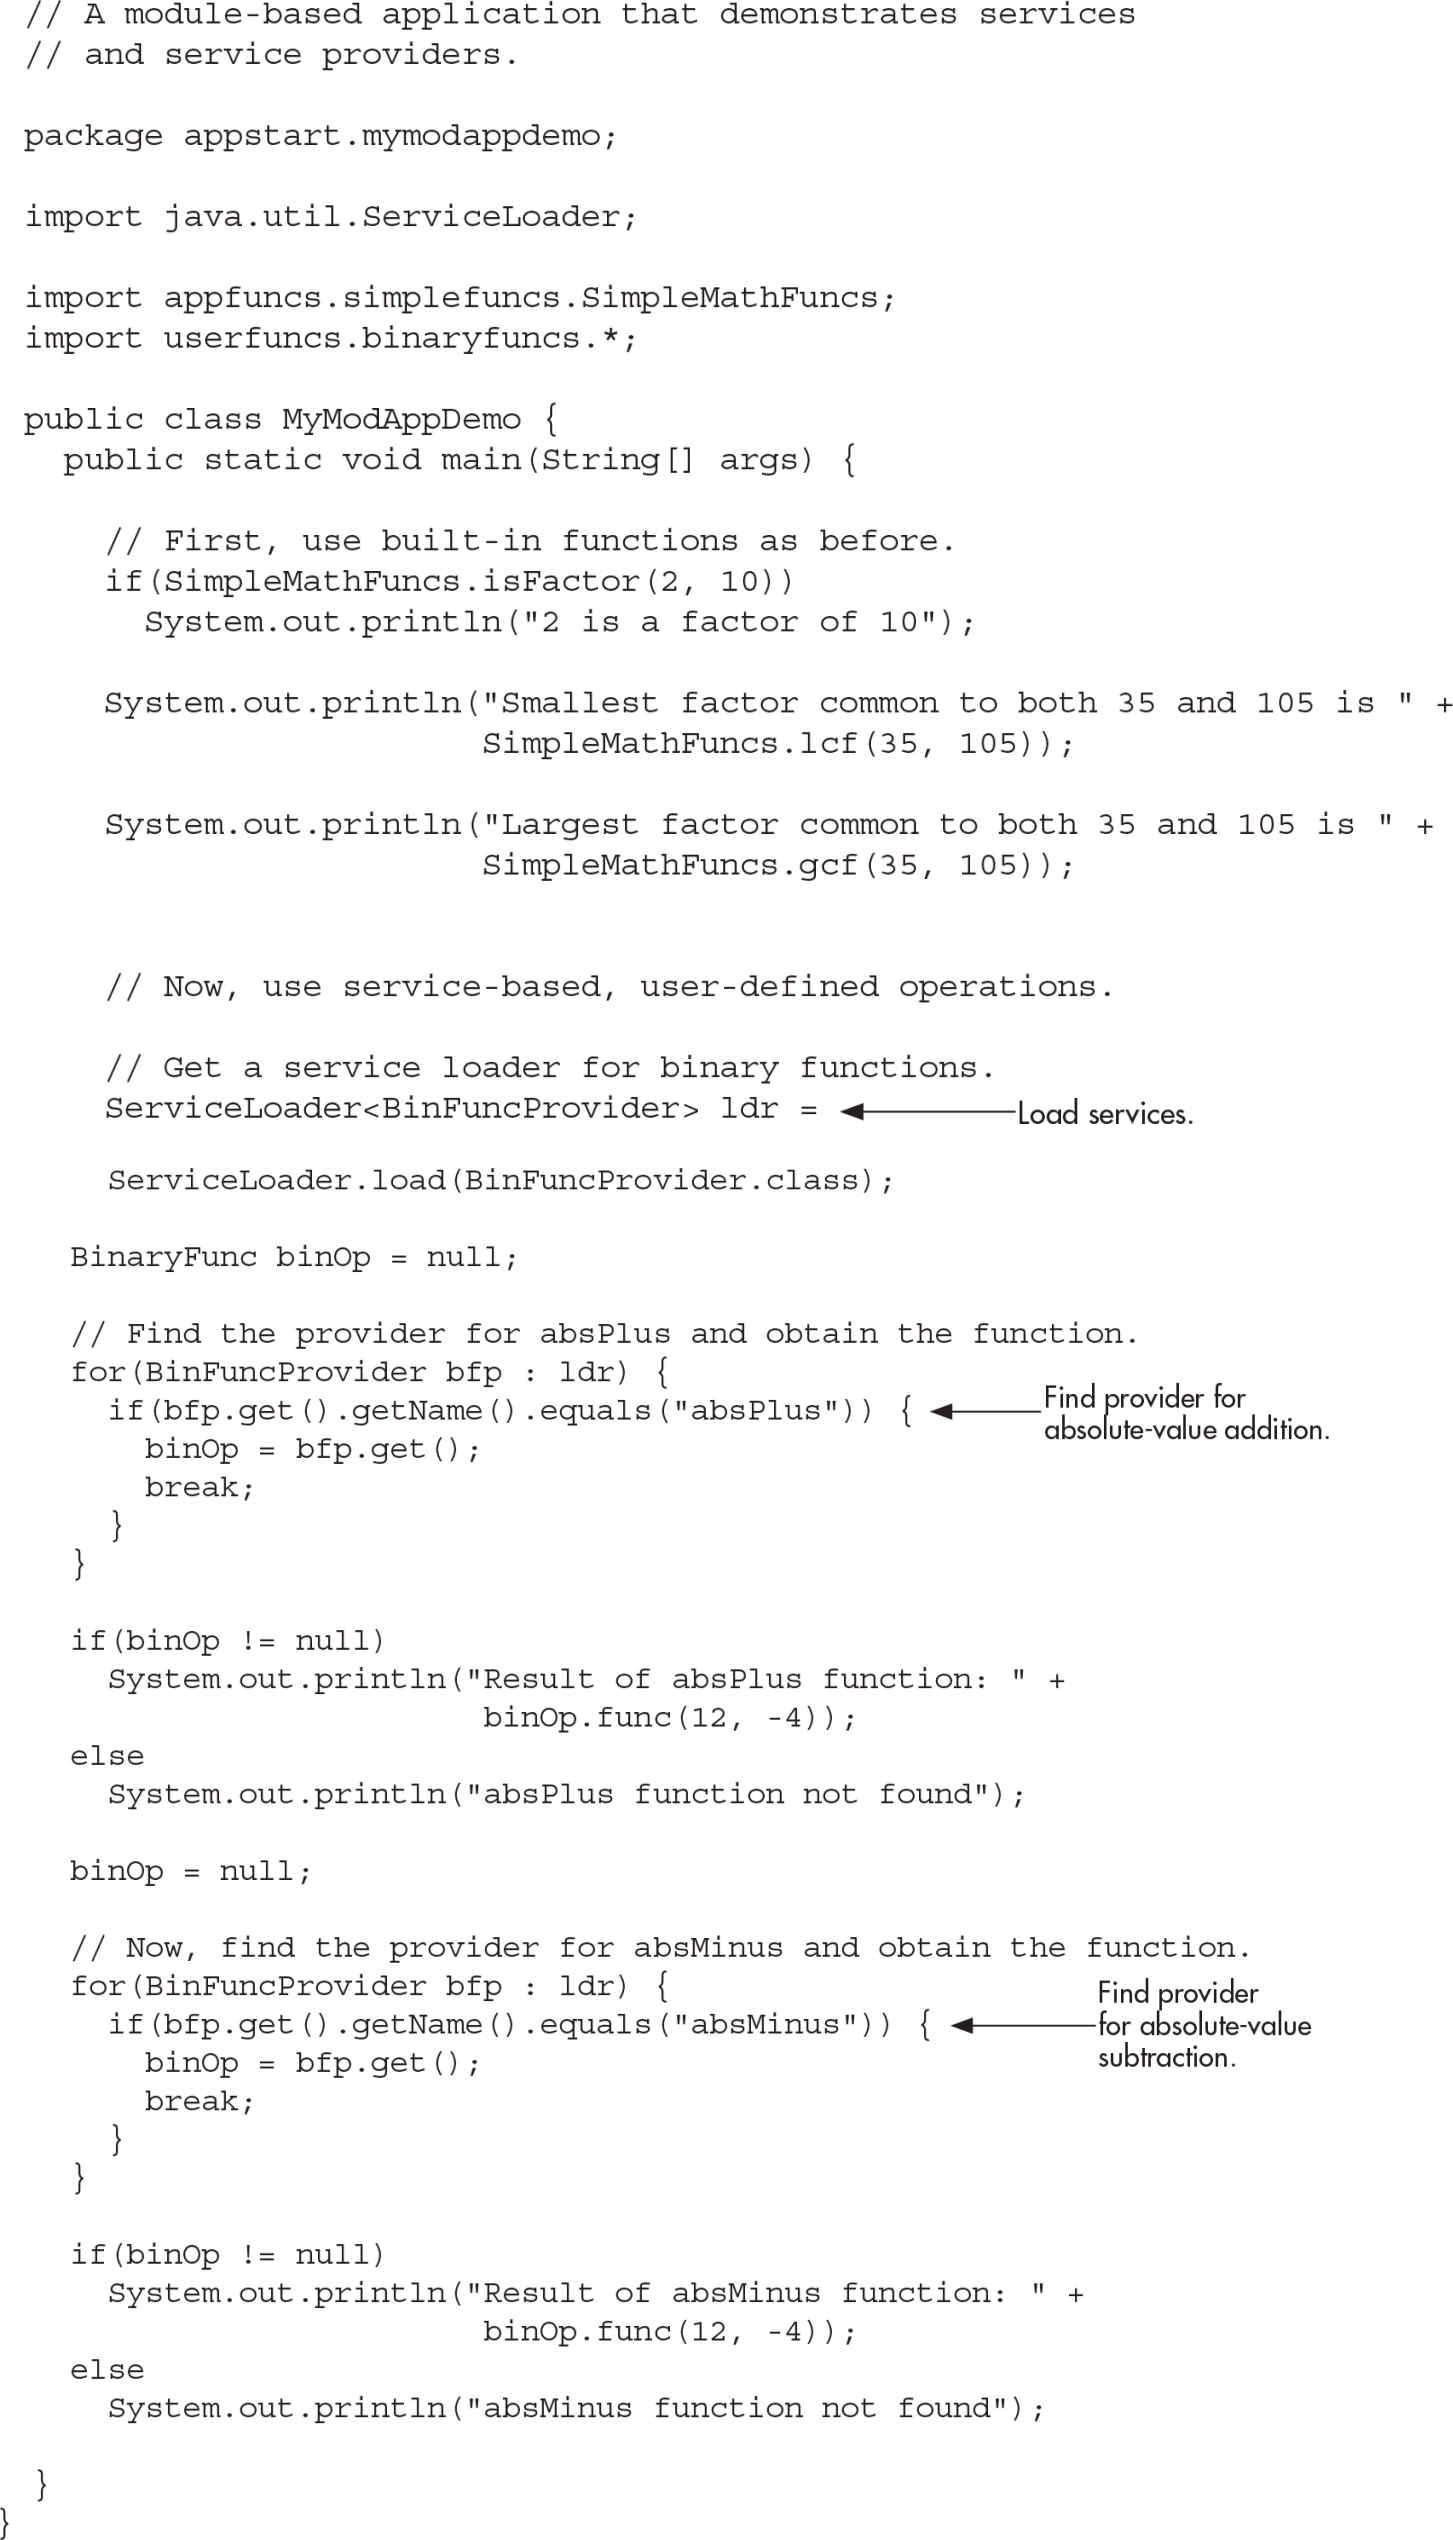 // A module-based application that demonstrates services
// and service providers.

package appstart.mymodappdemo;

import java.util.ServiceLoader;

import appfuncs.simplefuncs.SimpleMathFuncs;
import userfuncs.binaryfuncs.*;

public class MyModAppDemo {
  public static void main(String[] args) {

    // First, use built-in functions as before.
    if(SimpleMathFuncs.isFactor(2, 10))
      System.out.println("2 is a factor of 10");

    System.out.println("Smallest factor common to both 35 and 105 is " +
                       SimpleMathFuncs.lcf(35, 105));

    System.out.println("Largest factor common to both 35 and 105 is " +
                       SimpleMathFuncs.gcf(35, 105));

    // Now, use service-based, user-defined operations.

    // Get a service loader for binary functions.
    ServiceLoader<BinFuncProvider> ldr =
Load services.
    ServiceLoader.load(BinFuncProvider.class);

  BinaryFunc binOp = null;

  // Find the provider for absPlus and obtain the function.
  for(BinFuncProvider bfp : ldr) {
    if(bfp.get().getName().equals("absPlus")) {
Find provider for
absolute-value addition.
      binOp = bfp.get();
      break;
    }
  }

  if(binOp != null)
    System.out.println("Result of absPlus function: " +
                        binOp.func(12, -4));
  else
    System.out.println("absPlus function not found");

  binOp = null;

  // Now, find the provider for absMinus and obtain the function.
  for(BinFuncProvider bfp : ldr) {
    if(bfp.get().getName().equals("absMinus")) {
Find provider
for absolute-value
subtraction.
      binOp = bfp.get();
      break;
    }
  }

  if(binOp != null)
    System.out.println("Result of absMinus function: " +
                        binOp.func(12, -4));
  else
    System.out.println("absMinus function not found");

  }
}